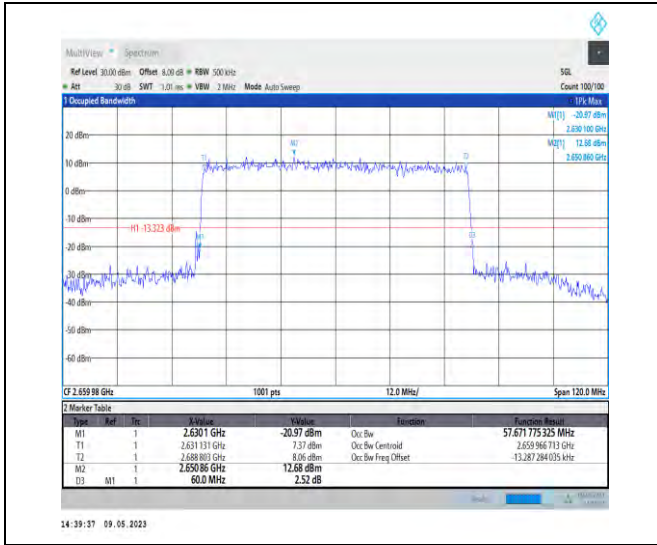 MultiView Spectrum
Ref Level 30.00 dBm Offset 8.00 dB RBW 500 kHz SGL
Att 30 dB SWT 1.01 ms VBW 2 MHz Mode Auto Sweep Count 100/100
1 Occupied Bandwidth 1Pk Max
M1[1] -20.97 dBm
2.630 100 GHz
M2[1] 12.68 dBm
2.650 860 GHz
20 dBm
10 dBm
0 dBm
-10 dBm
H1 -13.323 dBm
-20 dBm
-30 dBm
-40 dBm
-50 dBm
-60 dBm
T1
M2
T2
M1
D3
CF 2.659 98 GHz 1001 pts 12.0 MHz/ Span 120.0 MHz
2 Marker Table
Type Ref Trc X-Value Y-Value Function Function Result
M1 1 2.6301 GHz -20.97 dBm Occ Bw 57.671 775 325 MHz
T1 1 2.631 131 GHz 7.37 dBm Occ Bw Centroid 2.659 966 713 GHz
T2 1 2.688 803 GHz 8.06 dBm Occ Bw Freq Offset -13.287 284 035 kHz
M2 1 2.650 86 GHz 12.68 dBm
D3 M1 1 60.0 MHz 2.52 dB
14:39:37 09.05.2023